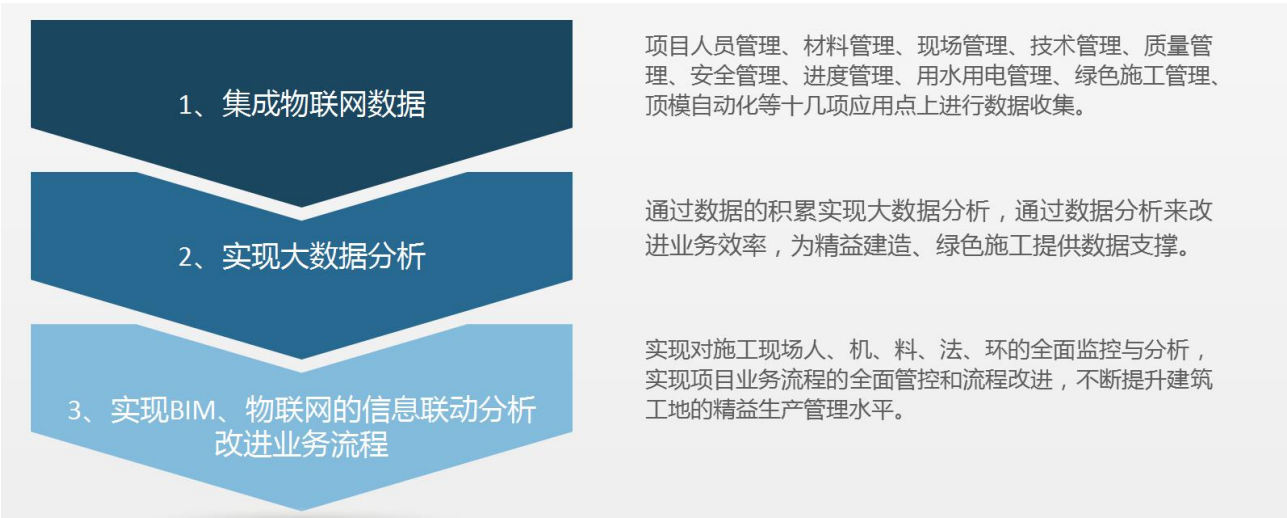 1、集成物联网数据
项目人员管理、材料管理、现场管理、技术管理、质量管
理、安全管理、进度管理、用水用电管理、绿色施工管理、
顶模自动化等十几项应用点上进行数据收集。
2、实现大数据分析
通过数据的积累实现大数据分析，通过数据分析来改
进业务效率，为精益建造、绿色施工提供数据支撑。
3、实现BIM、物联网的信息联动分析
改进业务流程
实现对施工现场人、机、料、法、环的全面监控与分析，
实现项目业务流程的全面管控和流程改进，不断提升建筑
工地的精益生产管理水平。